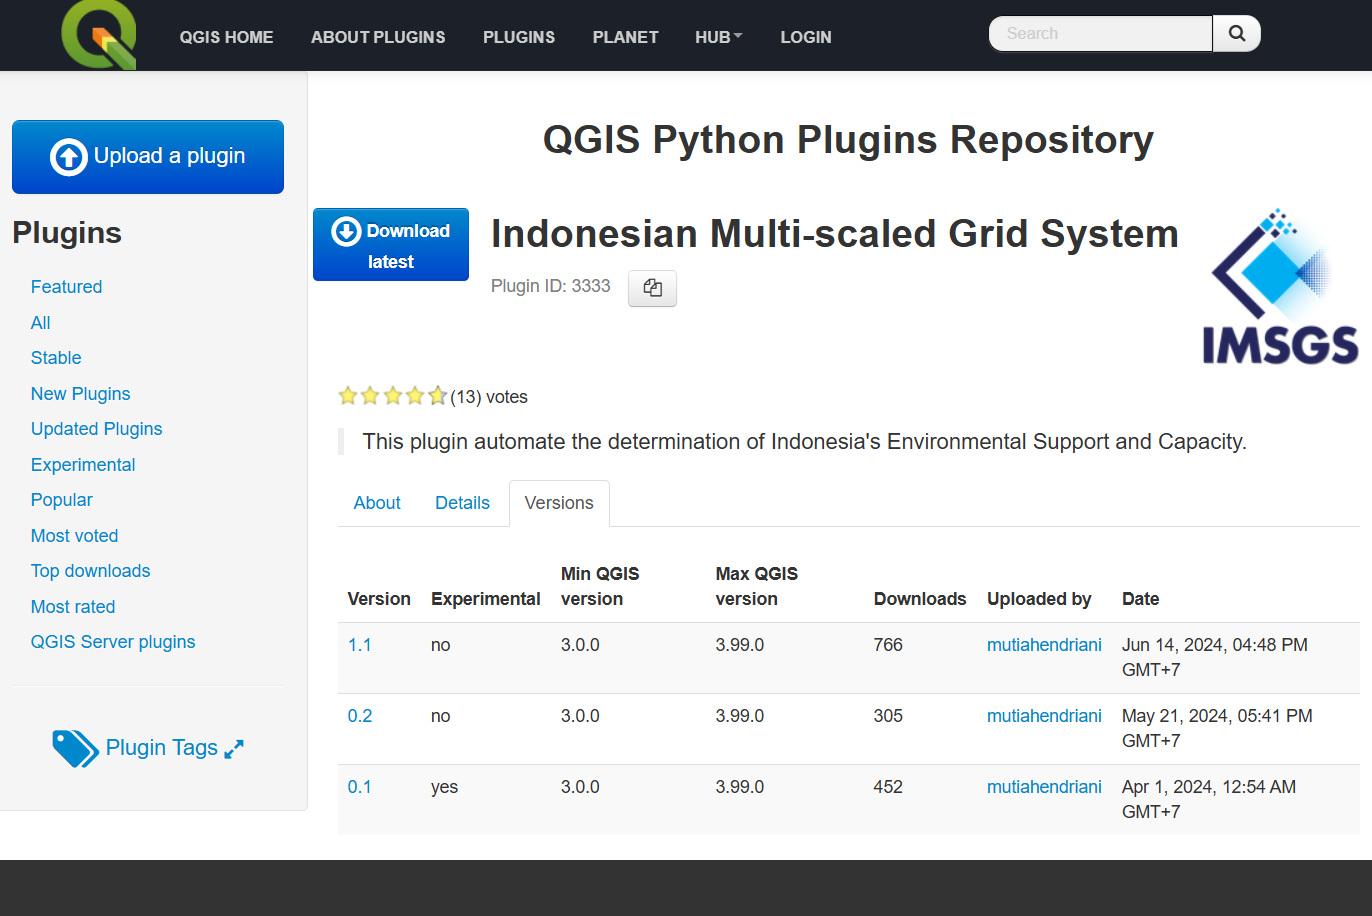 QGIS HOME ABOUT PLUGINS PLUGINS PLANET HUB LOGIN Search
Upload a plugin
Plugins
Featured
All
Stable
New Plugins
Updated Plugins
Experimental
Popular
Most voted
Top downloads
Most rated
QGIS Server plugins
Plugin Tags
QGIS Python Plugins Repository
Download
latest
Indonesian Multi-scaled Grid System
Plugin ID: 3333
IMSGS
(13) votes
This plugin automate the determination of Indonesia's Environmental Support and Capacity.
About Details Versions
Version Experimental Min QGIS version Max QGIS version Downloads Uploaded by Date
1.1 no 3.0.0 3.99.0 766 mutiahendriani Jun 14, 2024, 04:48 PM
GMT+7
0.2 no 3.0.0 3.99.0 305 mutiahendriani May 21, 2024, 05:41 PM
GMT+7
0.1 yes 3.0.0 3.99.0 452 mutiahendriani Apr 1, 2024, 12:54 AM
GMT+7